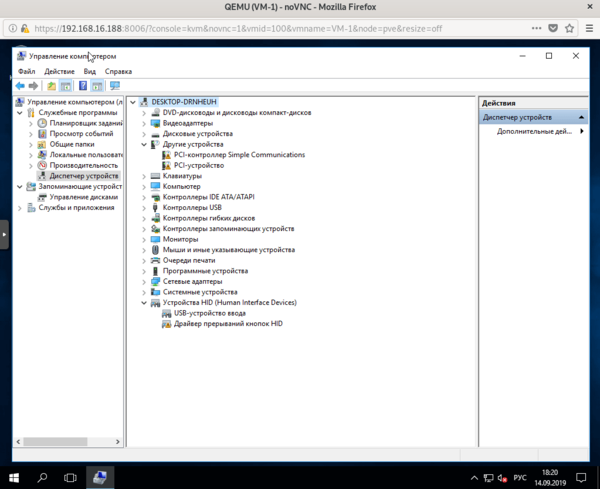 QEMU (VM-1) - noVNC - Mozilla Firefox
https://192.168.16.188:8006/?console=kvm&novnc=1&vmid=100&vmname=VM-1&node=pve&resize=off
Управление компьютером
Файл Действие Вид Справка
Управление компьютером (л
Служебные программы
Планировщик заданий
Просмотр событий
Общие папки
Локальные пользоват
Производительность
Диспетчер устройств
Запоминающие устройст
Управление дисками
Службы и приложения
DESKTOP-DRNHEUH
DVD-дисководы и дисководы компакт-дисков
Видеоадаптеры
Дисковые устройства
Другие устройства
PCI-контроллер Simple Communications
PCI-устройство
Клавиатуры
Компьютер
Контроллеры IDE ATA/ATAPI
Контроллеры USB
Контроллеры гибких дисков
Контроллеры запоминающих устройств
Мониторы
Мыши и иные указывающие устройства
Очереди печати
Программные устройства
Сетевые адаптеры
Системные устройства
Устройства HID (Human Interface Devices)
USB-устройство ввода
Драйвер прерываний кнопок HID
Действия
Диспетчер устройств
Дополнительные дей...
РУС
18:20
14.09.2019